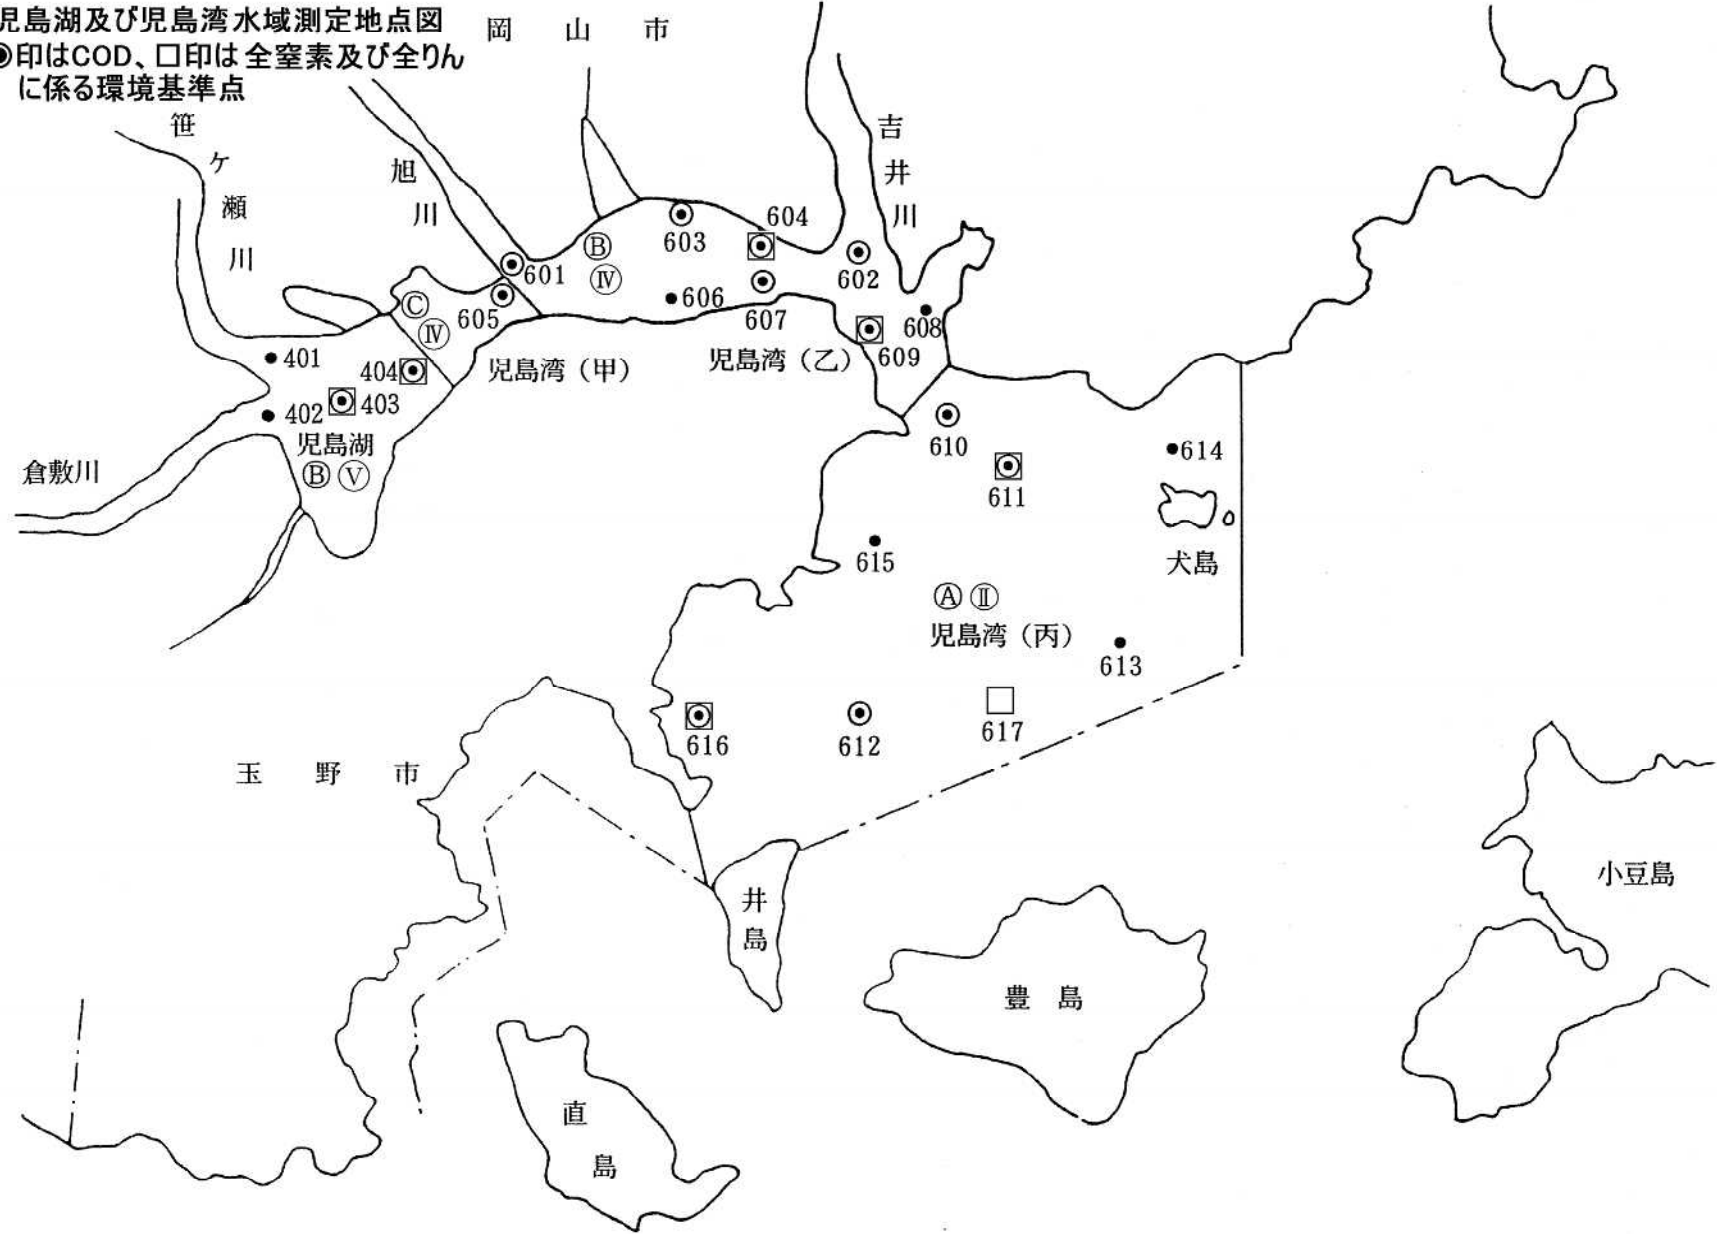 児島湖及び児島湾水域測定地点図
◉印はCOD、□印は全窒素及び全りん
に係る環境基準点
岡山市
笹ヶ瀬川
旭川
吉井川
604
603
602
601
Ⓑ
Ⅳ
606
607
605
Ⓒ
Ⅳ
608
609
401
404
児島湾（甲）
児島湾（乙）
402
403
児島湖
Ⓑ Ⓥ
倉敷川
610
614
611
615
犬島
Ⓐ Ⅱ
児島湾（丙）
613
616
612
617
玉野市
井島
小豆島
豊島
直島